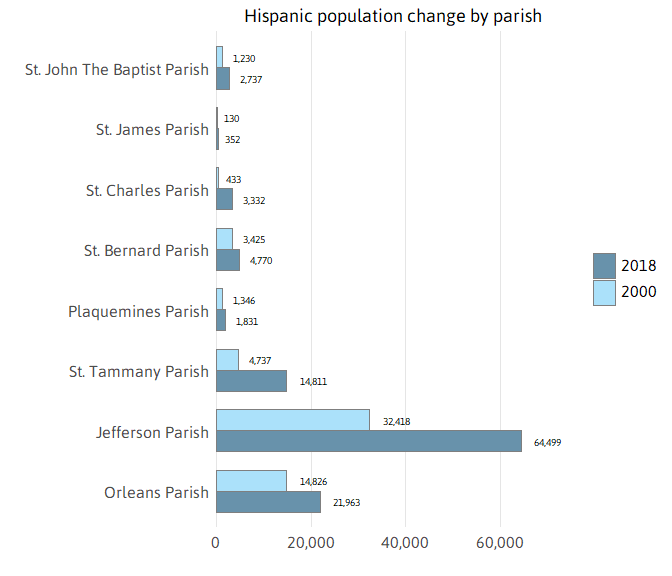 Hispanic population change by parish
St. John The Baptist Parish
1,230
2,737
St. James Parish
130
352
St. Charles Parish
433
3,332
St. Bernard Parish
3,425
4,770
Plaquemines Parish
1,346
1,831
St. Tammany Parish
4,737
14,811
Jefferson Parish
32,418
64,499
Orleans Parish
14,826
21,963
0 20,000 40,000 60,000
2018
2000